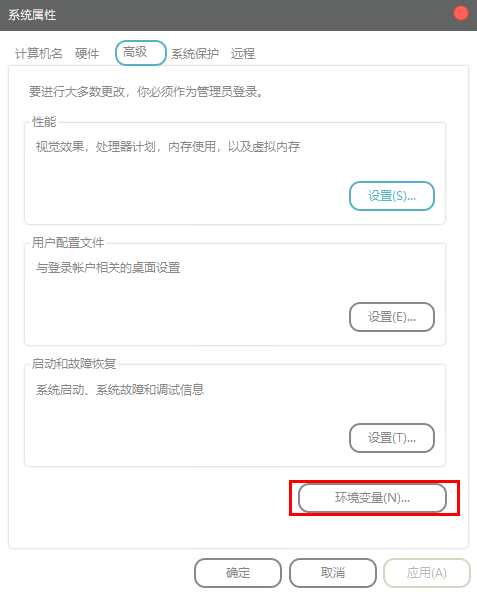 系统属性
计算机名 硬件 高级 系统保护 远程
要进行大多数更改，你必须作为管理员登录。
性能
视觉效果，处理器计划，内存使用，以及虚拟内存
设置(S)...
用户配置文件
与登录帐户相关的桌面设置
设置(E)...
启动和故障恢复
系统启动、系统故障和调试信息
设置(T)...
环境变量(N)...
确定 取消 应用(A)